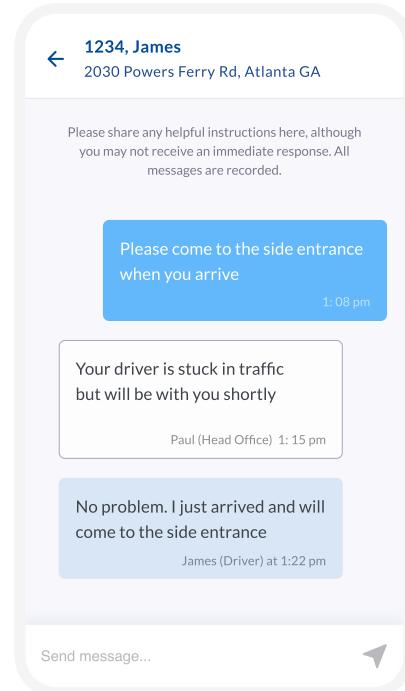 1234, James
2030 Powers Ferry Rd, Atlanta GA
Please share any helpful instructions here, although
you may not receive an immediate response. All
messages are recorded.
Please come to the side entrance
when you arrive
1: 08 pm
Your driver is stuck in traffic
but will be with you shortly
Paul (Head Office) 1: 15 pm
No problem. I just arrived and will
come to the side entrance
James (Driver) at 1:22 pm
Send message...